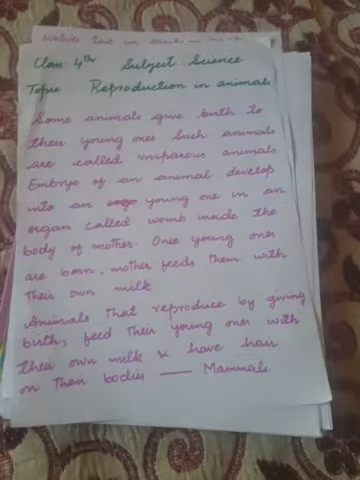 Wolves live in
Class 4th Subject Science
Topic Reproduction in animals
Some animals give birth to
their young ones Such animals
are called viviparous animals
Embryo of an animal develop
into an young one in an
organ called womb inside the
body of mother. Once young ones
are born, mother feeds them with
their own milk
Animals that reproduce by giving
birth, feed their young ones with
their own milk & have hair
on their bodies — Mammals.